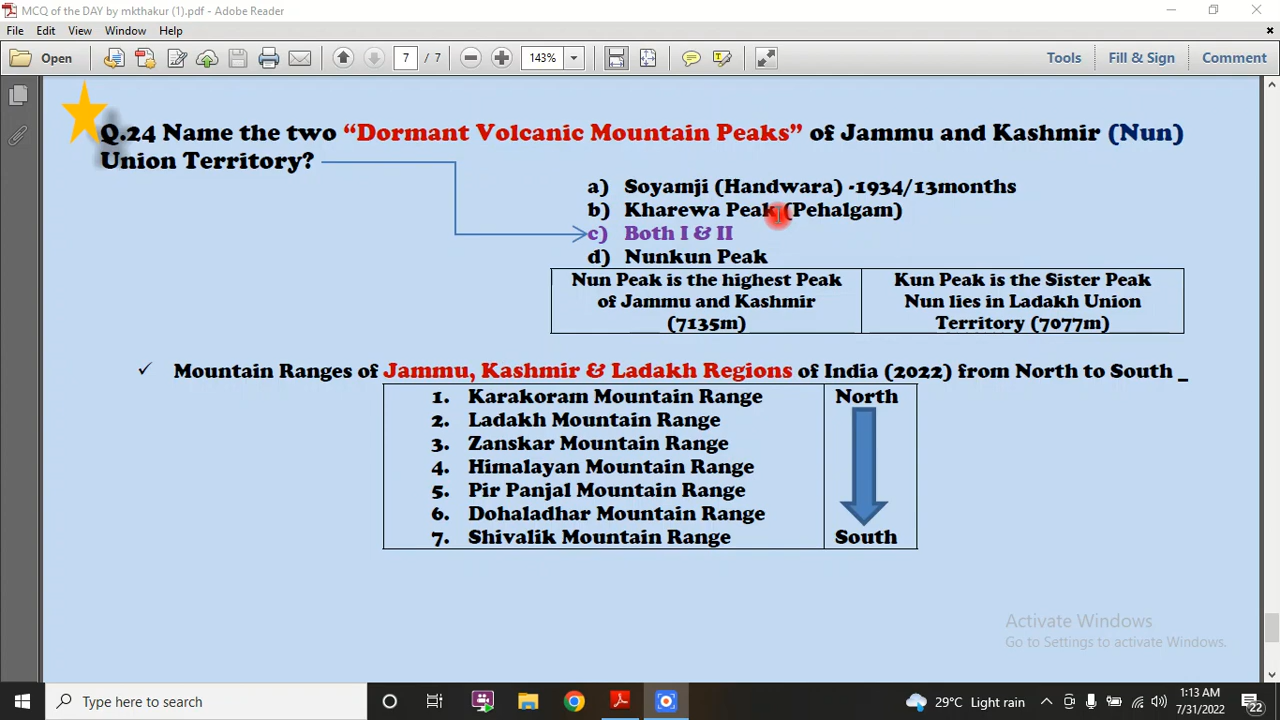 MCQ of the DAY by mkthakur (1).pdf - Adobe Reader
File Edit View Window Help
Open 7 / 7 143% Tools Fill & Sign Comment
Q.24 Name the two “Dormant Volcanic Mountain Peaks” of Jammu and Kashmir (Nun)
Union Territory?
a) Soyamji (Handwara) -1934/13months
b) Kharewa Peak (Pehalgam)
c) Both I & II
d) Nunkun Peak
Nun Peak is the highest Peak
of Jammu and Kashmir
(7135m)
Kun Peak is the Sister Peak
Nun lies in Ladakh Union
Territory (7077m)
✓ Mountain Ranges of Jammu, Kashmir & Ladakh Regions of India (2022) from North to South _
1. Karakoram Mountain Range
2. Ladakh Mountain Range
3. Zanskar Mountain Range
4. Himalayan Mountain Range
5. Pir Panjal Mountain Range
6. Dohaladhar Mountain Range
7. Shivalik Mountain Range
North
South
Activate Windows
Go to Settings to activate Windows.
Type here to search
29°C Light rain
1:13 AM
7/31/2022
22